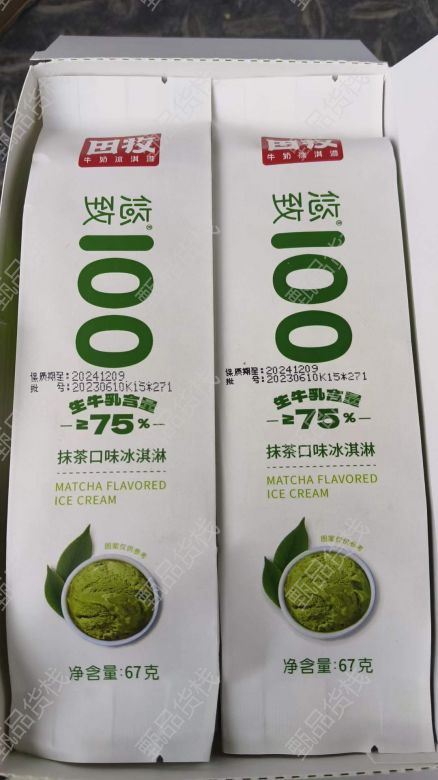 田牧
牛奶冰淇淋
悠致®
100
保质期至:20241209
批　号:20230610K15*271
生牛乳含量
≥75%
抹茶口味冰淇淋
MATCHA FLAVORED
ICE CREAM
图案仅供参考
净含量:67克
田牧
牛奶冰淇淋
悠致®
100
保质期至:20241209
批　号:20230610K15*271
生牛乳含量
≥75%
抹茶口味冰淇淋
MATCHA FLAVORED
ICE CREAM
图案仅供参考
净含量:67克
甄品货栈